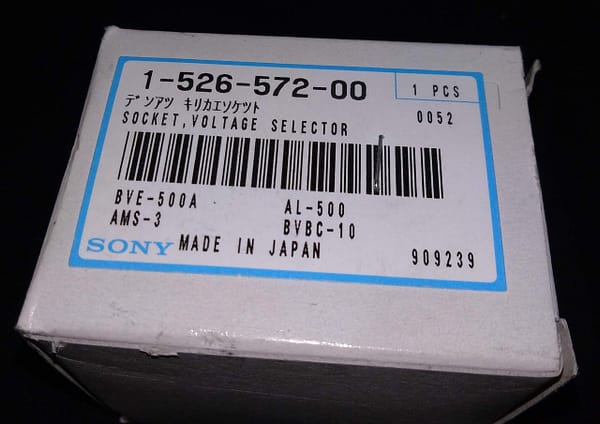 1-526-572-00
1 PCS
ﾃﾞﾝｱﾂ ｷﾘｶｴｿｹｯﾄ
0052
SOCKET,VOLTAGE SELECTOR
BVE-500A AL-500
AMS-3 BVBC-10
SONY MADE IN JAPAN 909239